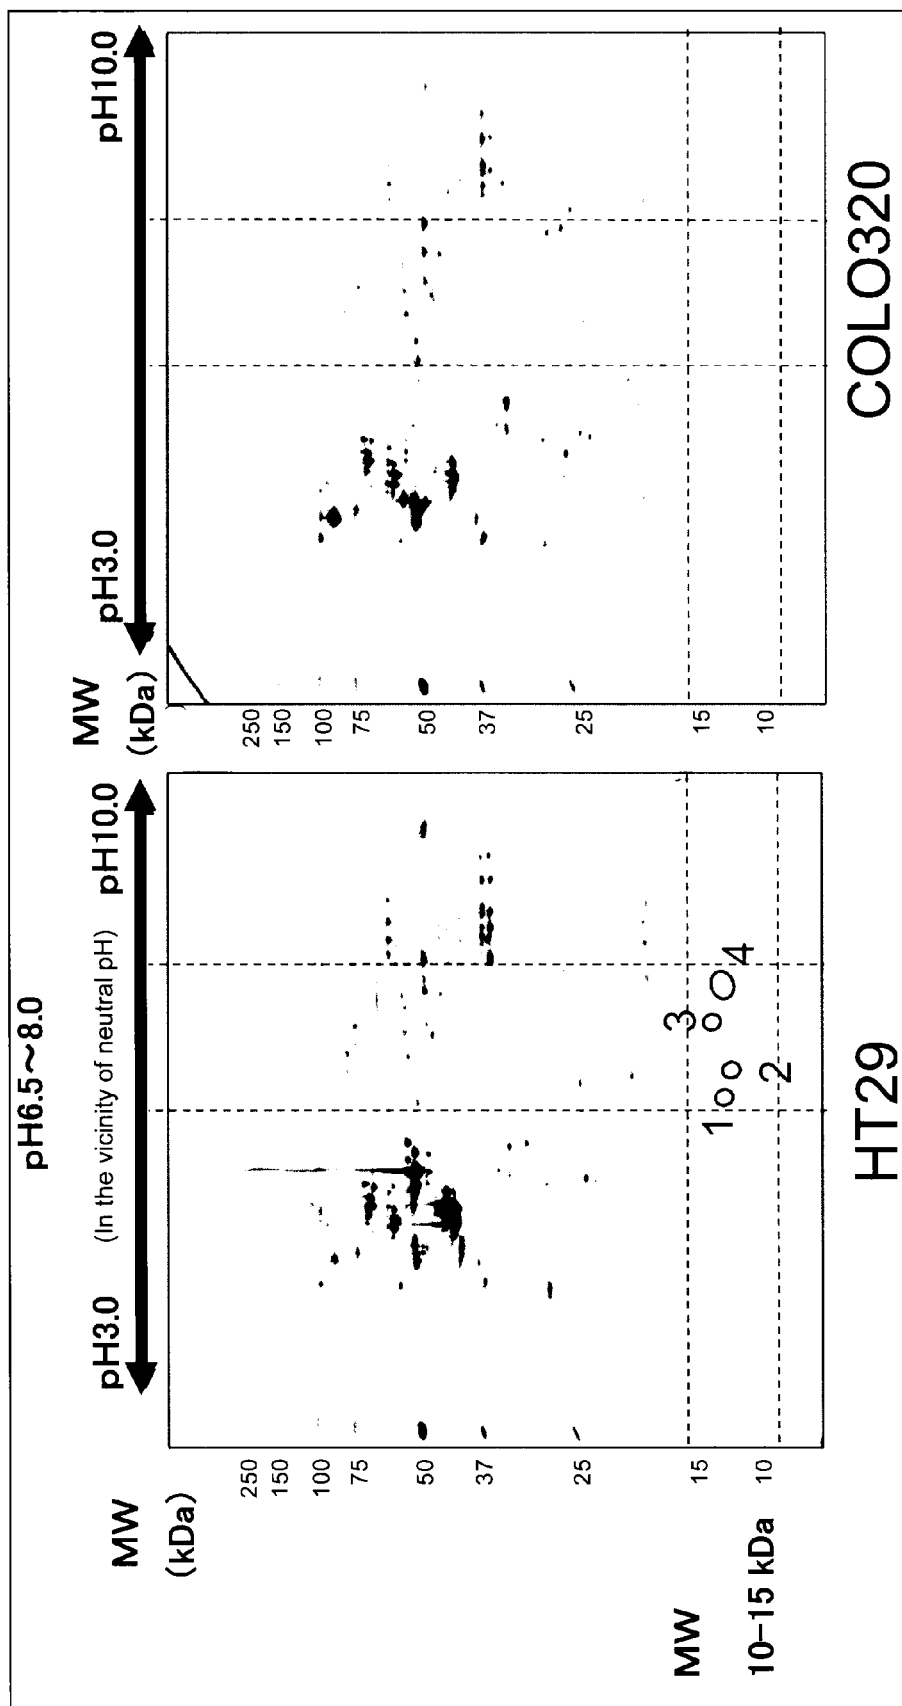 pH6.5～8.0
(In the vicinity of neutral pH)
MW
(kDa)
pH3.0
pH10.0
250
150
100
75
50
37
25
15
10
MW
10–15 kDa
1
2
3
4
HT29
MW
(kDa)
pH3.0
pH10.0
250
150
100
75
50
37
25
15
10
COLO320